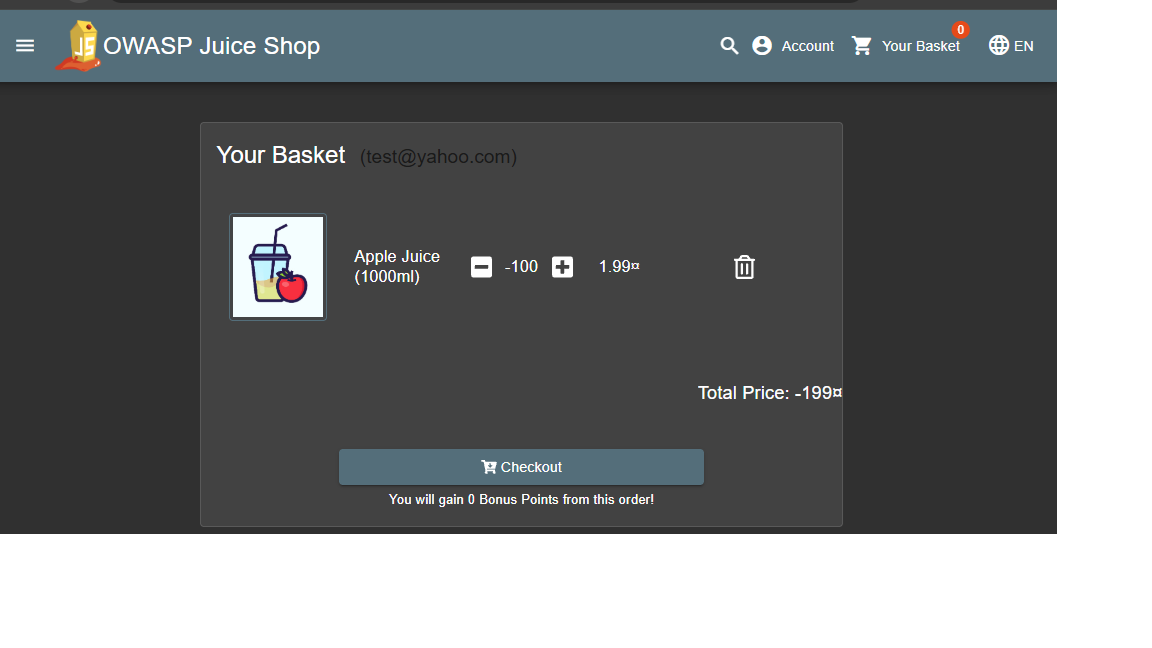 JS OWASP Juice Shop
Account
Your Basket
0
EN
Your Basket (test@yahoo.com)
Apple Juice
(1000ml)
-100
1.99¤
Total Price: -199¤
Checkout
You will gain 0 Bonus Points from this order!